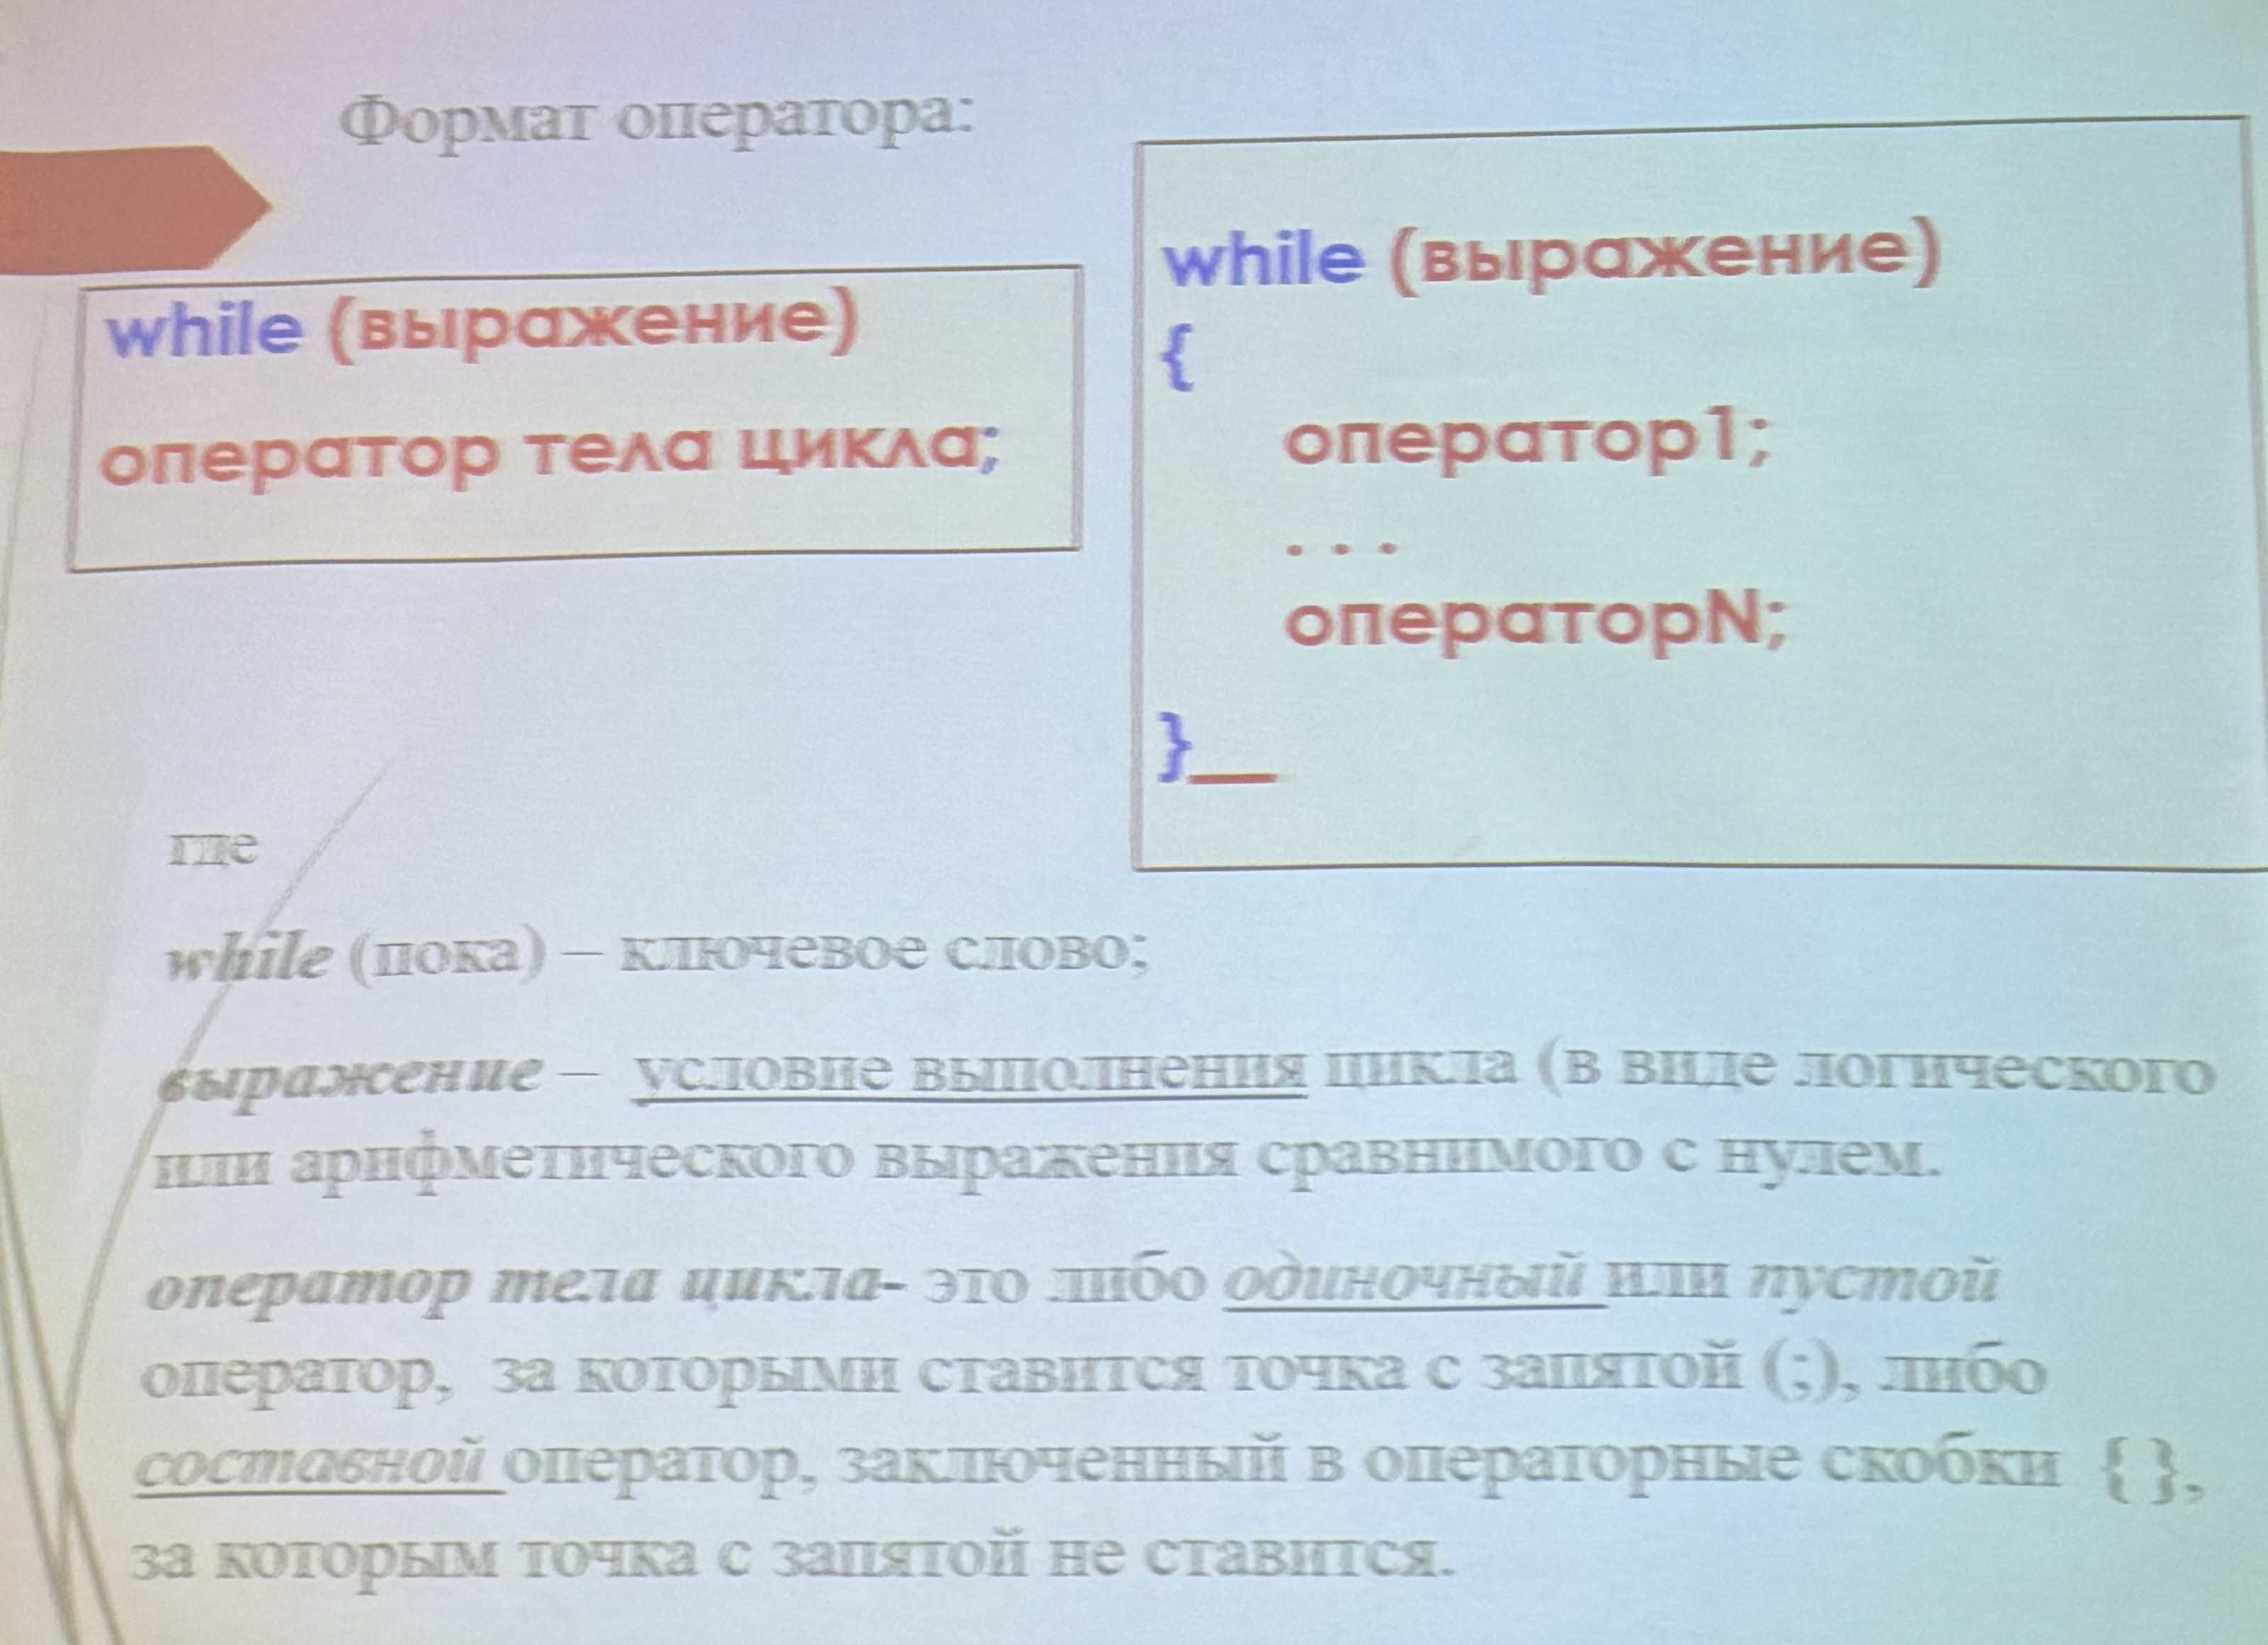 Формат оператора:
while (выражение)
оператор тела цикла;
while (выражение)
{
оператор1;
. . .
операторN;
}
где
while (пока) – ключевое слово;
выражение – условие выполнения цикла (в виде логического
или арифметического выражения сравнимого с нулем.
оператор тела цикла- это либо одиночный или пустой
оператор, за которыми ставится точка с запятой (;), либо
составной оператор, заключенный в операторные скобки { },
за которым точка с запятой не ставится.